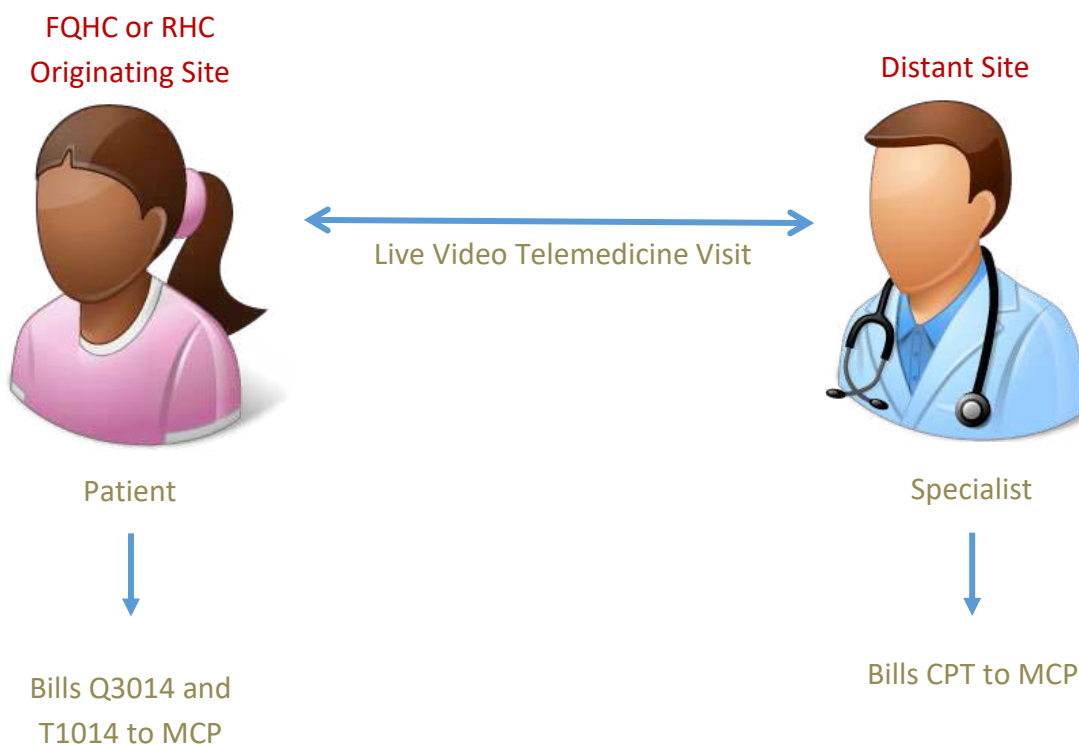 FQHC or RHC
Originating Site
Distant Site
Live Video Telemedicine Visit
Patient
Specialist
Bills Q3014 and
T1014 to MCP
Bills CPT to MCP